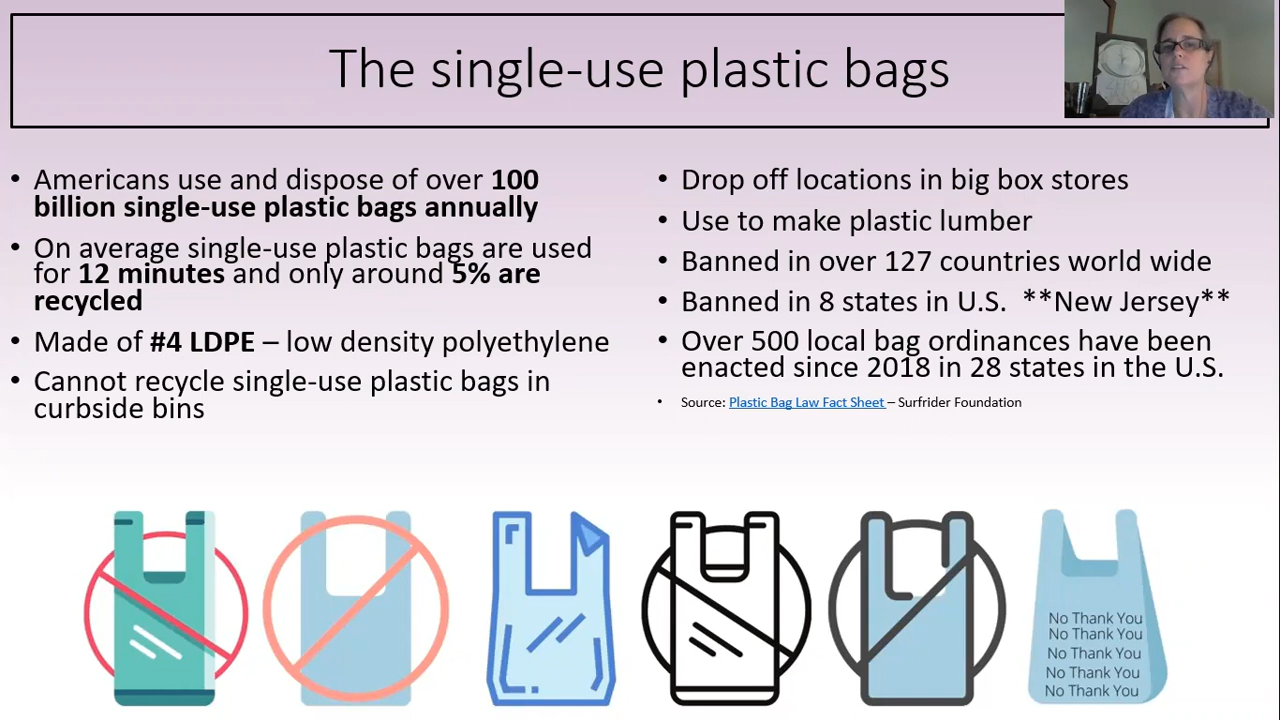 The single-use plastic bags
• Americans use and dispose of over 100
billion single-use plastic bags annually
• On average single-use plastic bags are used
for 12 minutes and only around 5% are
recycled
• Made of #4 LDPE – low density polyethylene
• Cannot recycle single-use plastic bags in
curbside bins
• Drop off locations in big box stores
• Use to make plastic lumber
• Banned in over 127 countries world wide
• Banned in 8 states in U.S. **New Jersey**
• Over 500 local bag ordinances have been
enacted since 2018 in 28 states in the U.S.
• Source: Plastic Bag Law Fact Sheet – Surfrider Foundation
No Thank You
No Thank You
No Thank You
No Thank You
No Thank You